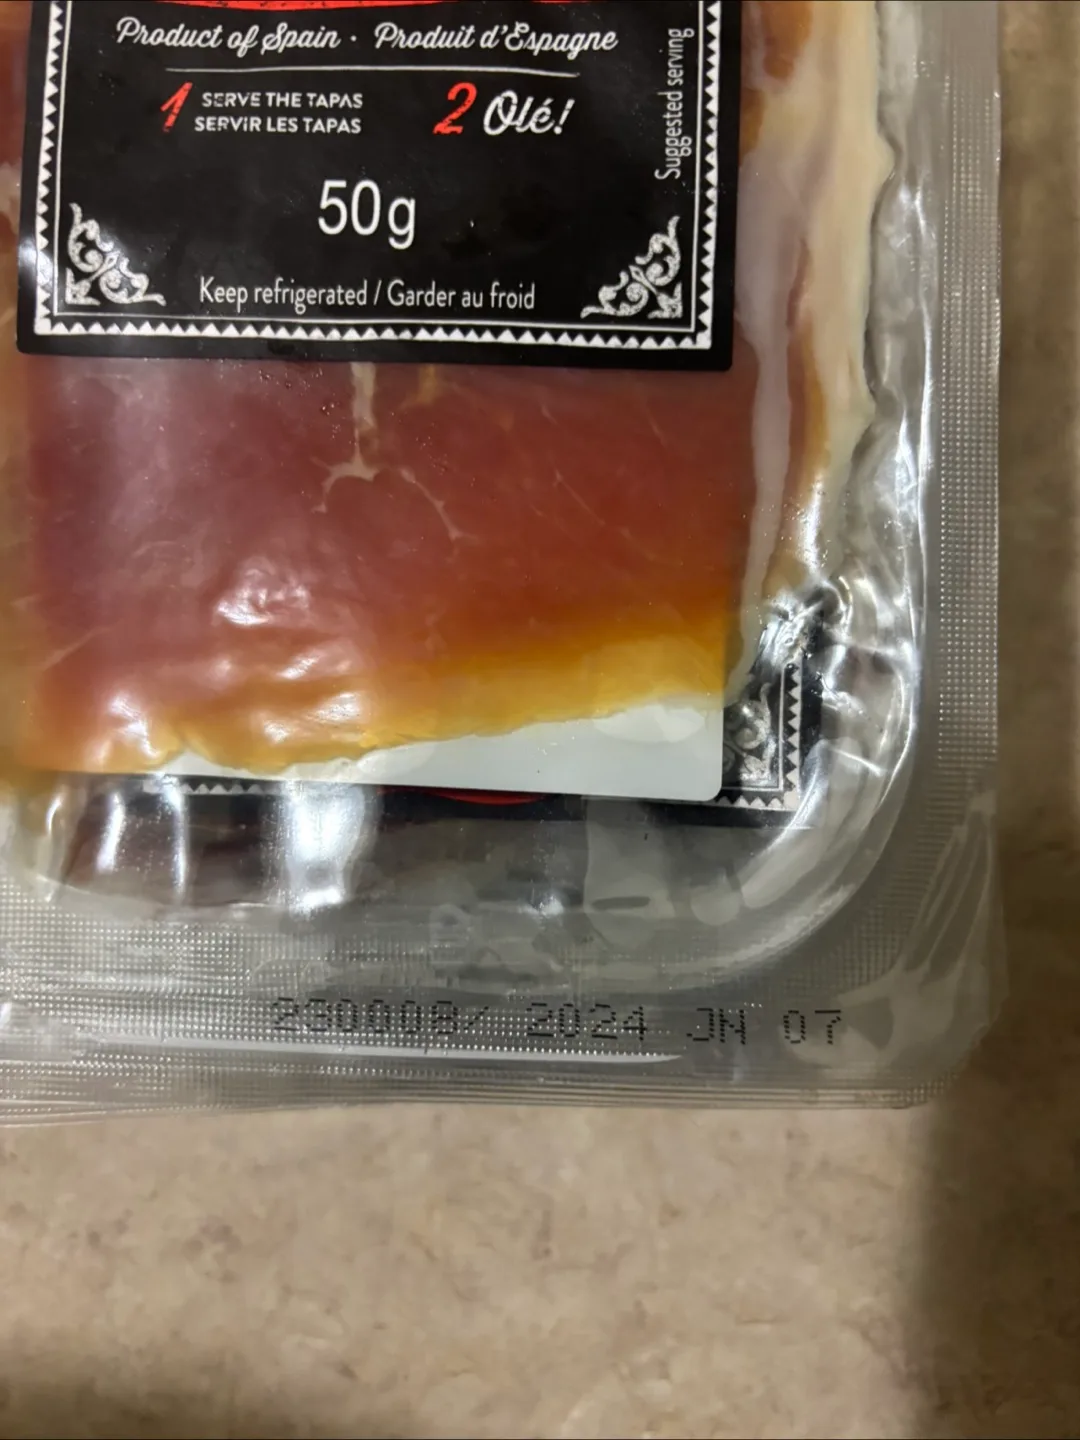 Product of Spain · Produit d'Espagne
1 SERVE THE TAPAS
SERVIR LES TAPAS
2 Olé!
Suggested serving
50g
Keep refrigerated / Garder au froid
230008/ 2024 JN 07